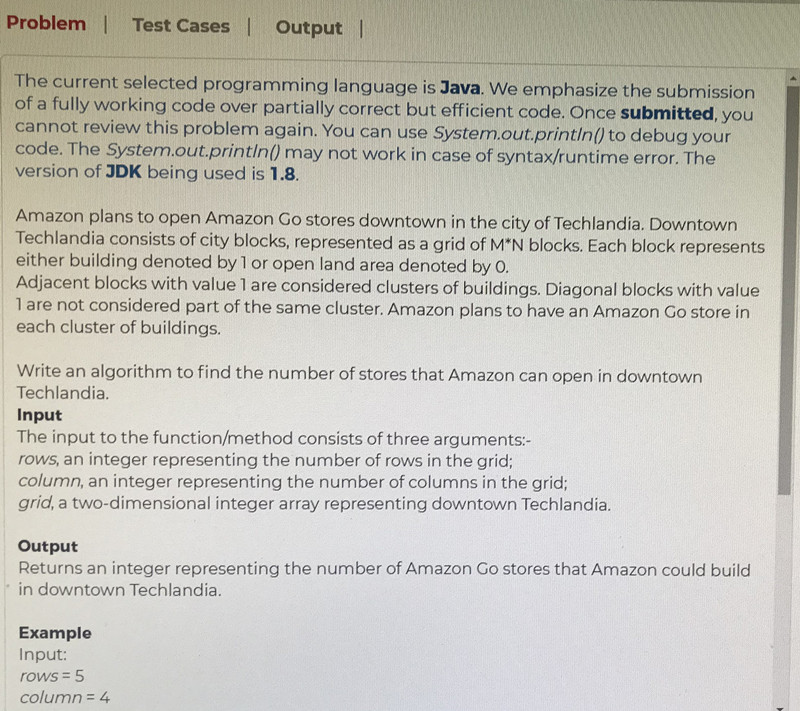 Problem | Test Cases | Output |
The current selected programming language is Java. We emphasize the submission
of a fully working code over partially correct but efficient code. Once submitted, you
cannot review this problem again. You can use System.out.println() to debug your
code. The System.out.println() may not work in case of syntax/runtime error. The
version of JDK being used is 1.8.
Amazon plans to open Amazon Go stores downtown in the city of Techlandia. Downtown
Techlandia consists of city blocks, represented as a grid of M*N blocks. Each block represents
either building denoted by 1 or open land area denoted by 0.
Adjacent blocks with value 1 are considered clusters of buildings. Diagonal blocks with value
1 are not considered part of the same cluster. Amazon plans to have an Amazon Go store in
each cluster of buildings.
Write an algorithm to find the number of stores that Amazon can open in downtown
Techlandia.
Input
The input to the function/method consists of three arguments:-
rows, an integer representing the number of rows in the grid;
column, an integer representing the number of columns in the grid;
grid, a two-dimensional integer array representing downtown Techlandia.
Output
Returns an integer representing the number of Amazon Go stores that Amazon could build
in downtown Techlandia.
Example
Input:
rows = 5
column = 4